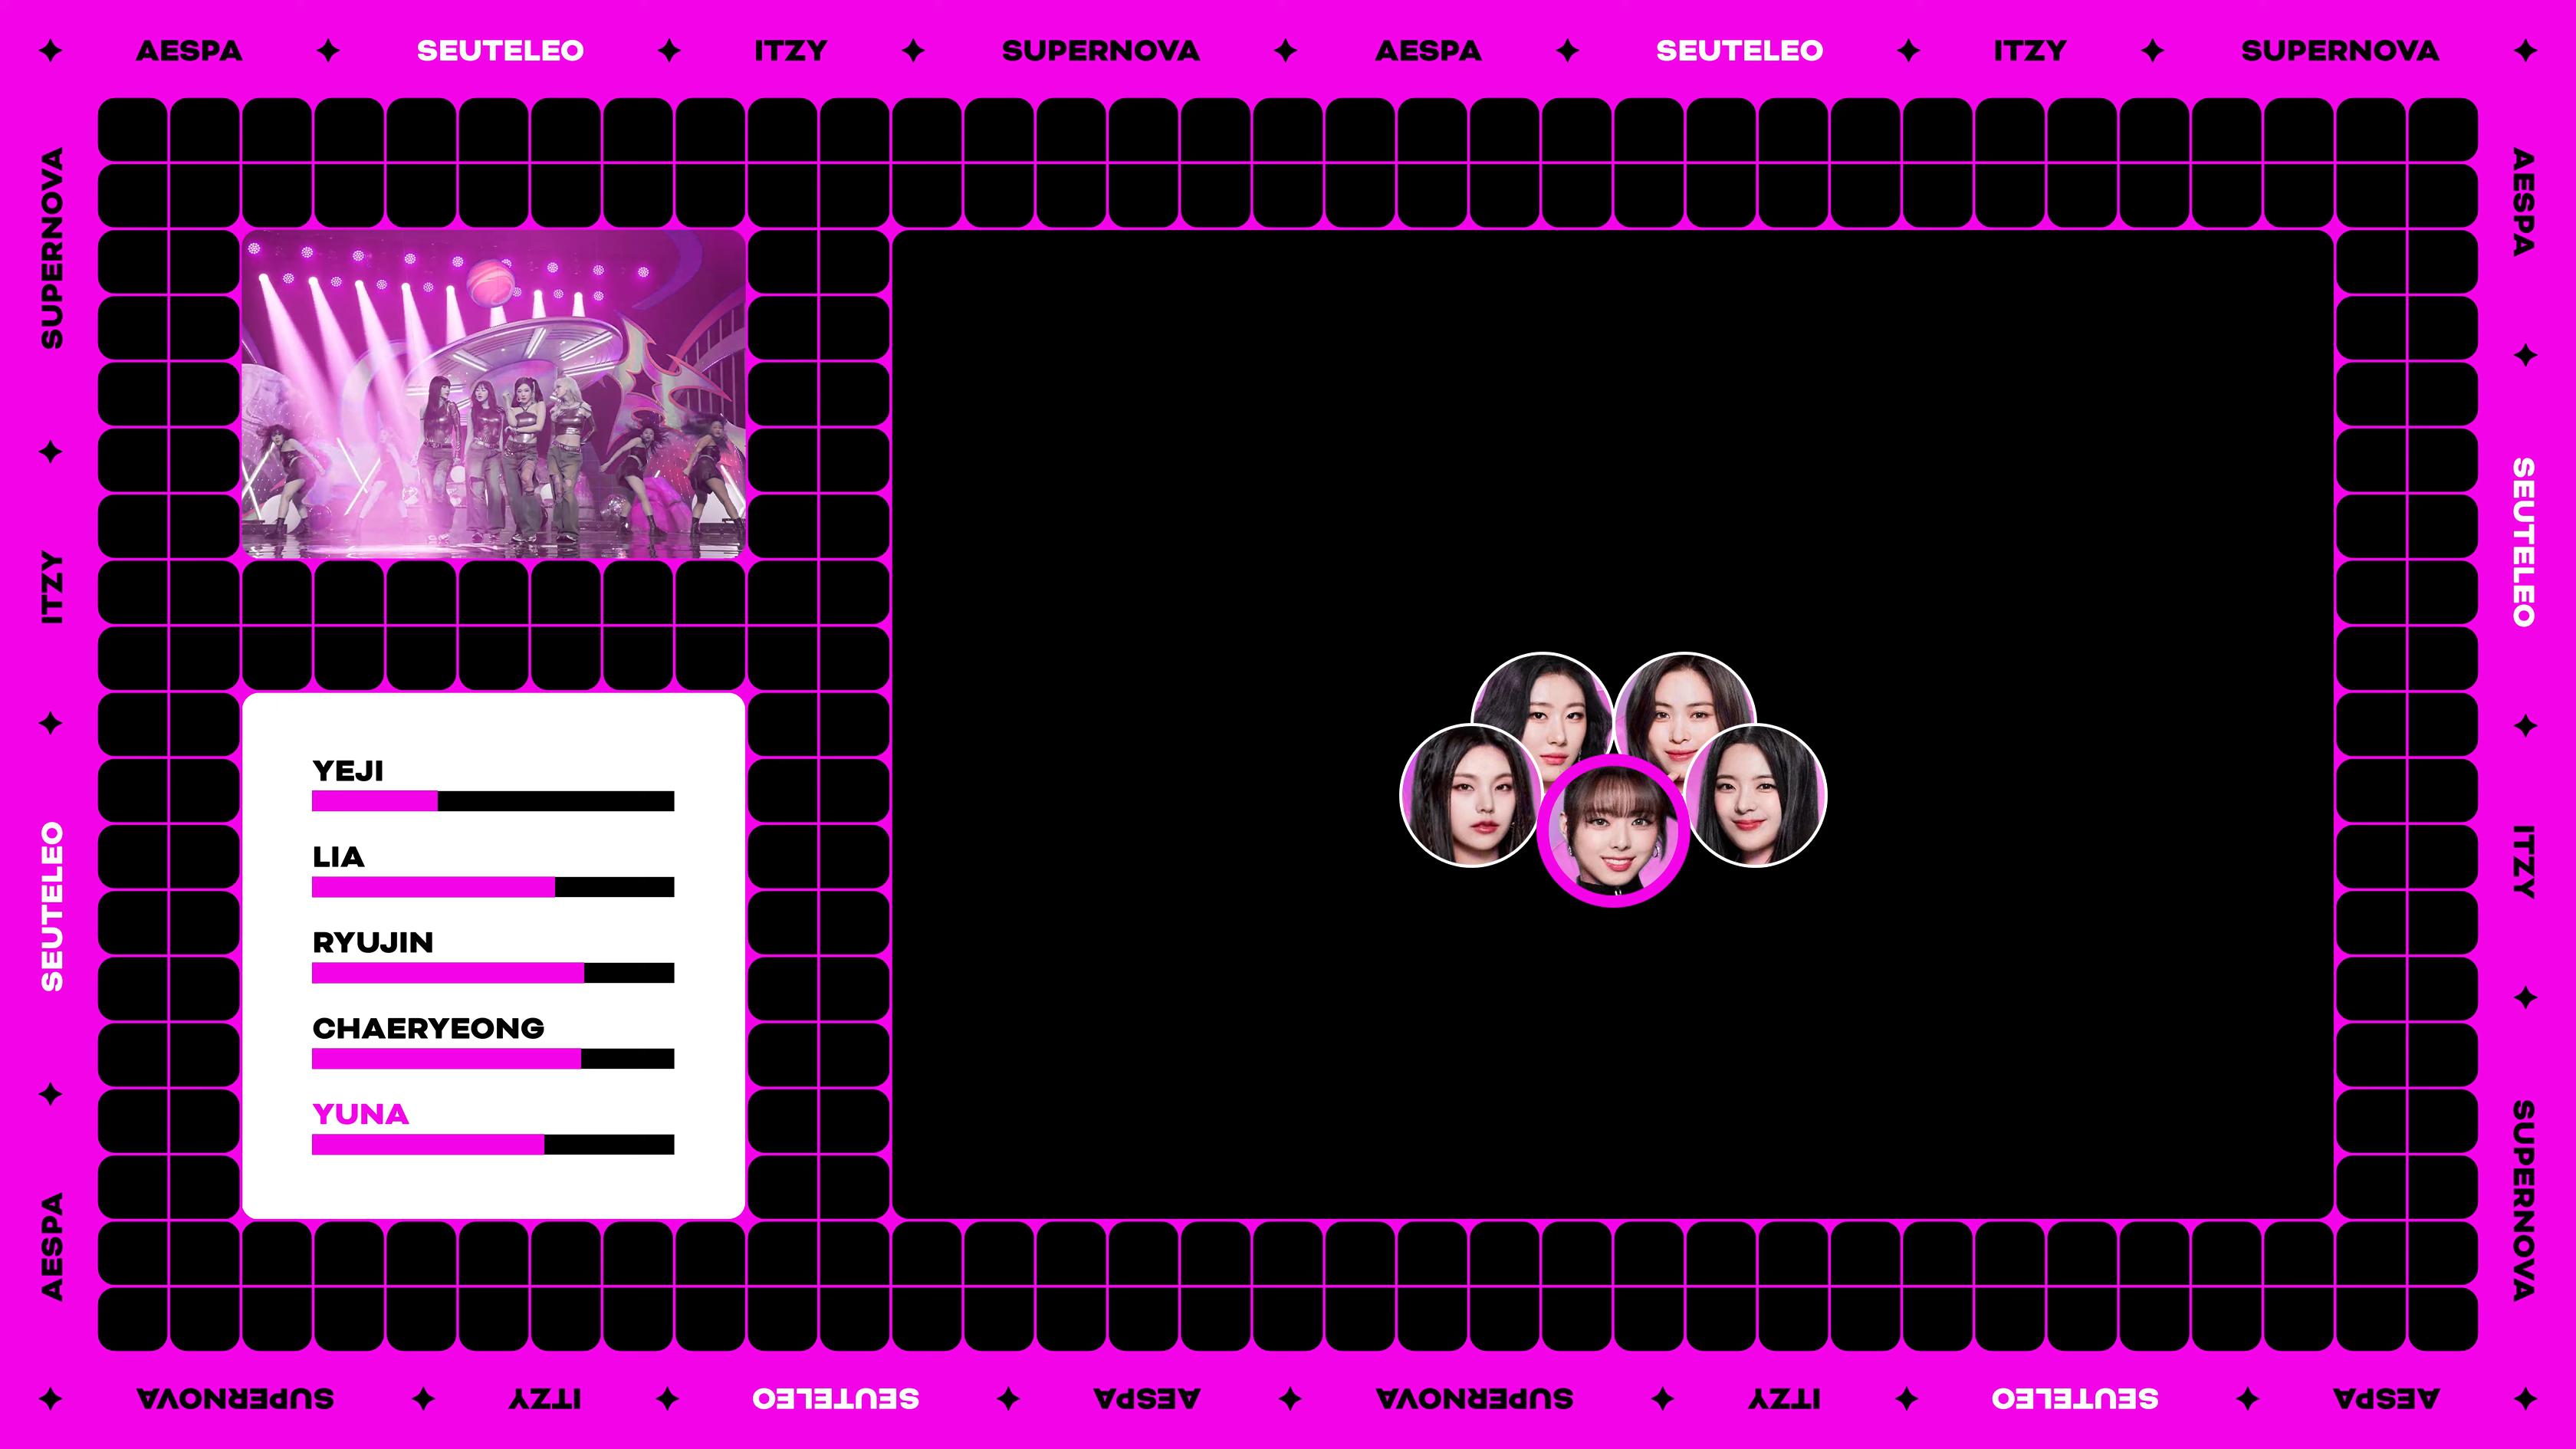 ✦ AESPA ✦ SEUTELEO ✦ ITZY ✦ SUPERNOVA ✦ AESPA ✦ SEUTELEO ✦ ITZY ✦ SUPERNOVA ✦
AESPA ✦ SEUTELEO ✦ ITZY ✦ SUPERNOVA
YEJI
LIA
RYUJIN
CHAERYEONG
YUNA
AESPA ✦ SEUTELEO ✦ ITZY ✦ SUPERNOVA
✦ AESPA ✦ SEUTELEO ✦ ITZY ✦ SUPERNOVA ✦ AESPA ✦ SEUTELEO ✦ ITZY ✦ SUPERNOVA ✦